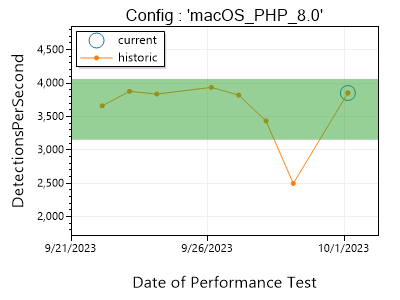 Config : 'macOS_PHP_8.0'
current
historic
4,500
4,000
3,500
3,000
2,500
2,000
DetectionsPerSecond
9/21/2023
9/26/2023
10/1/2023
Date of Performance Test